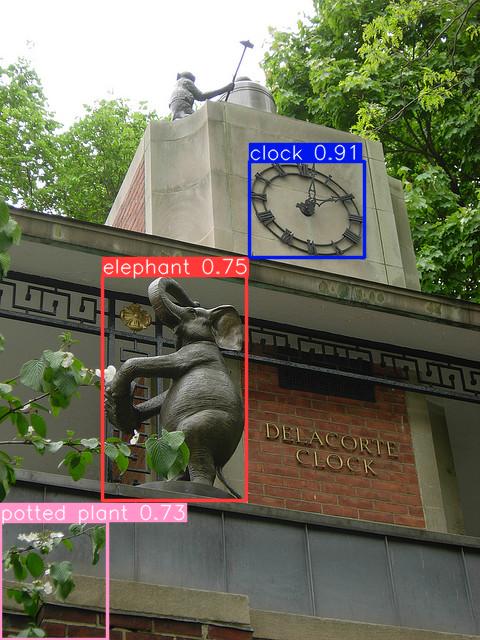 clock 0.91
elephant 0.75
DELACORTE
CLOCK
potted plant 0.73